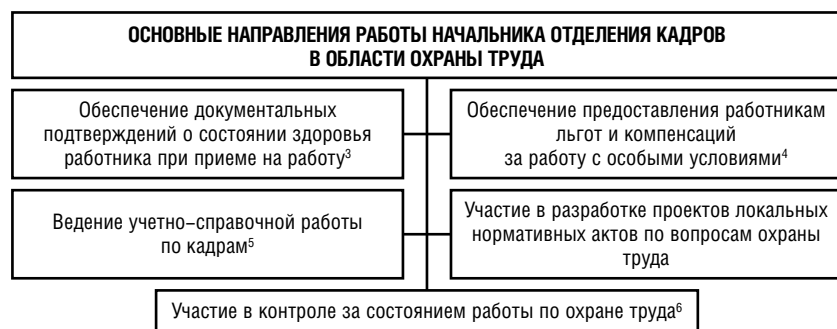 ОСНОВНЫЕ НАПРАВЛЕНИЯ РАБОТЫ НАЧАЛЬНИКА ОТДЕЛЕНИЯ КАДРОВ
В ОБЛАСТИ ОХРАНЫ ТРУДА
Обеспечение документальных
подтверждений о состоянии здоровья
работника при приеме на работу³
Обеспечение предоставления работникам
льгот и компенсаций
за работу с особыми условиями⁴
Ведение учетно–справочной работы
по кадрам⁵
Участие в разработке проектов локальных
нормативных актов по вопросам охраны
труда
Участие в контроле за состоянием работы по охране труда⁶